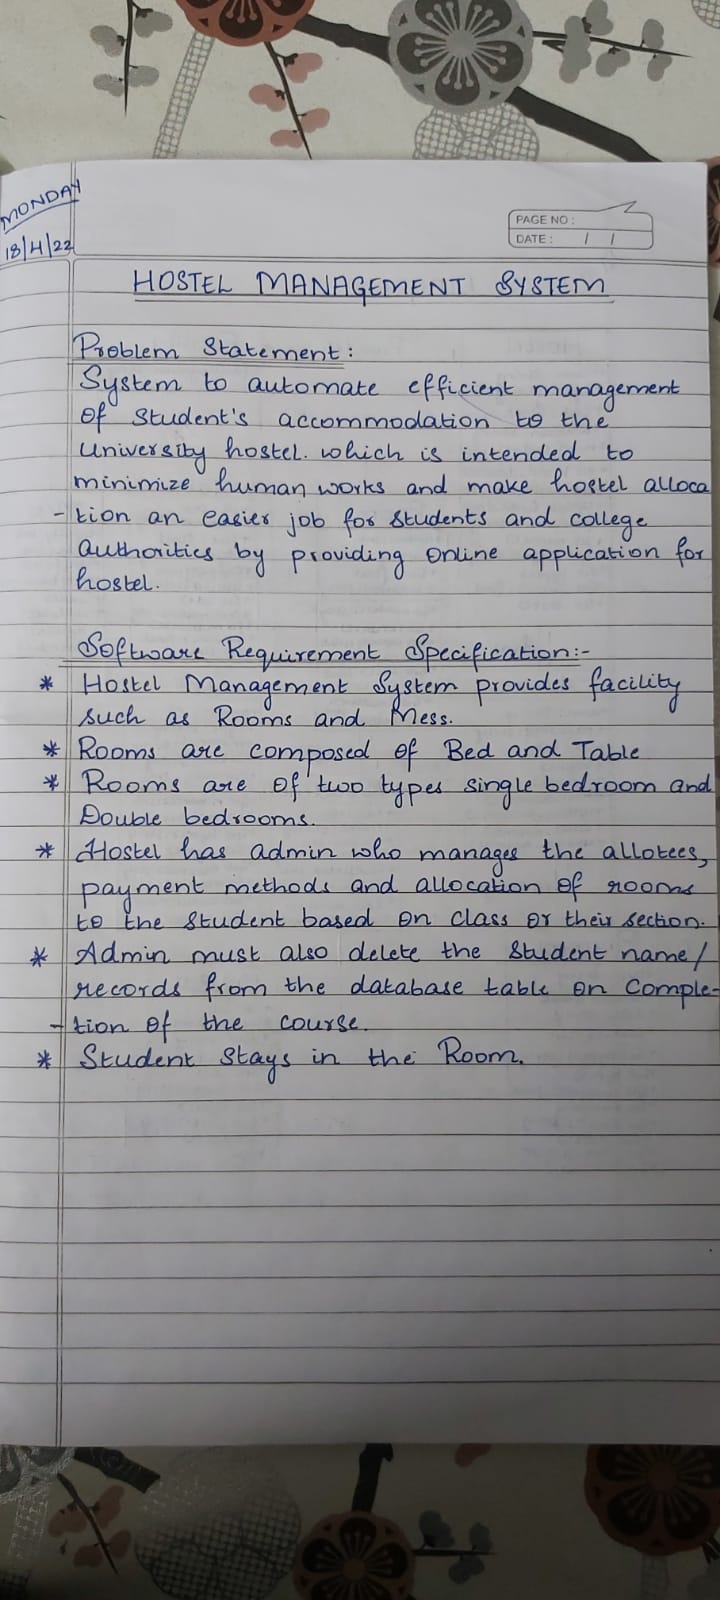 MONDAY
18/4/22
PAGE NO :
DATE : / /
HOSTEL MANAGEMENT SYSTEM
Problem Statement :
System to automate efficient management
of Student's accommodation to the
University hostel. which is intended to
minimize human works and make hostel alloca
-tion an easier job for students and college
authorities by providing online application for
hostel.
Software Requirement Specification:-
* Hostel Management System provides facility
such as Rooms and Mess.
* Rooms are composed of Bed and Table
* Rooms are of two types single bedroom and
Double bedrooms.
* Hostel has admin who manages the allotees,
payment methods and allocation of rooms
to the student based on class or their section.
* Admin must also delete the student name/
records from the database table on Comple-
-tion of the course.
* Student stays in the Room.